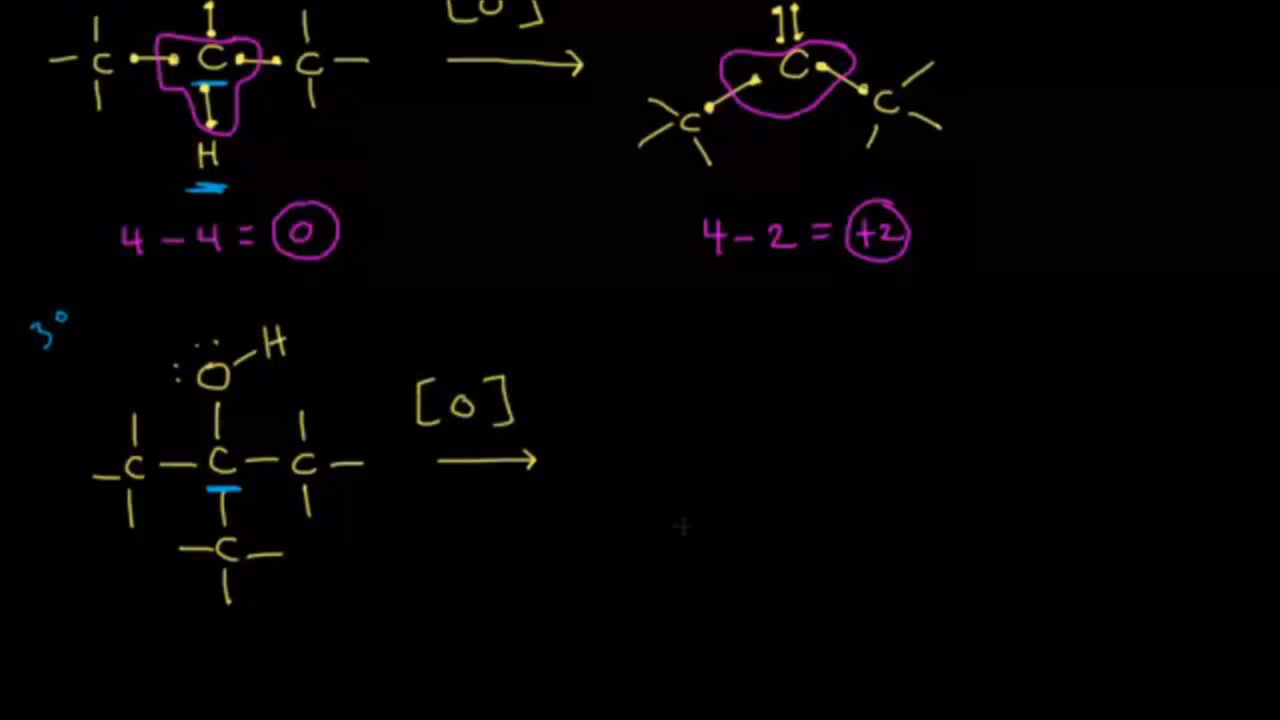 [O]
C C C C
C C
H
4 - 4 = 0 4 - 2 = +2
3°
O H
[O]
C C C
C